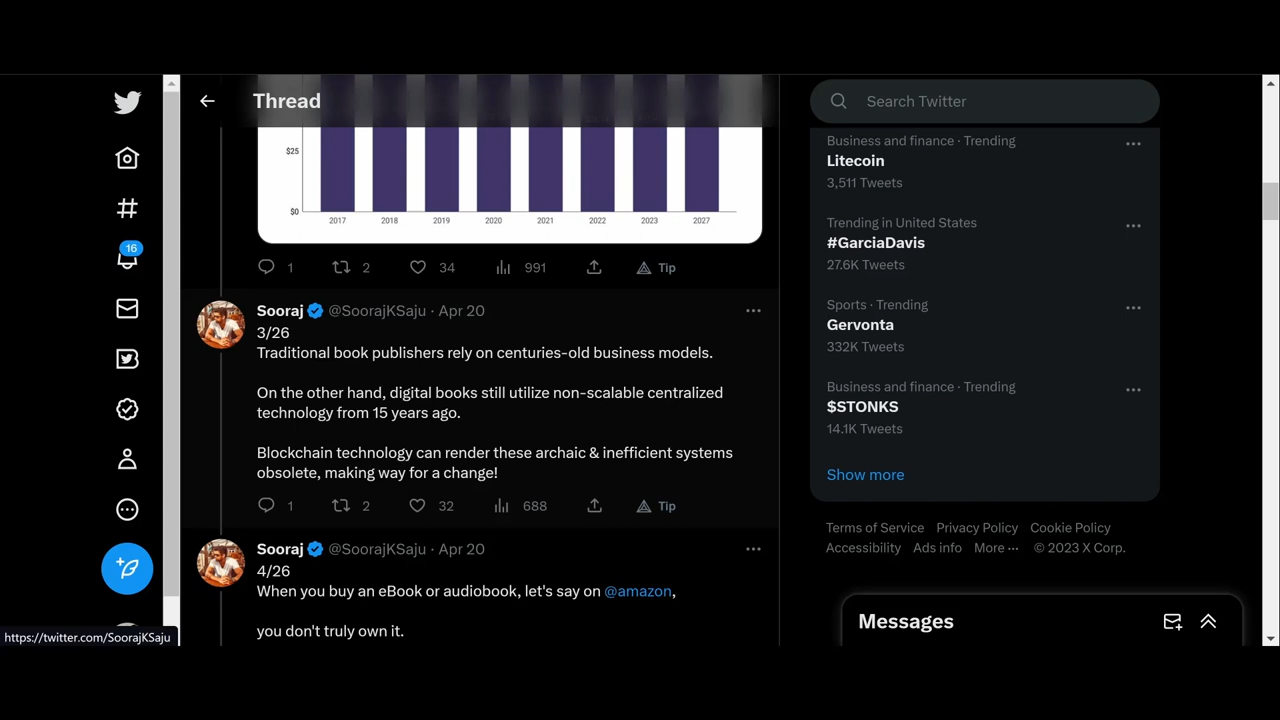 Thread
$25
$0
2017 2018 2019 2020 2021 2022 2023 2027
1 2 34 991 Tip
Sooraj @SoorajKSaju · Apr 20
3/26
Traditional book publishers rely on centuries-old business models.
On the other hand, digital books still utilize non-scalable centralized
technology from 15 years ago.
Blockchain technology can render these archaic & inefficient systems
obsolete, making way for a change!
1 2 32 688 Tip
Sooraj @SoorajKSaju · Apr 20
4/26
When you buy an eBook or audiobook, let's say on @amazon,
you don't truly own it.
16
https://twitter.com/SoorajKSaju
Search Twitter
Business and finance · Trending
Litecoin
3,511 Tweets
Trending in United States
#GarciaDavis
27.6K Tweets
Sports · Trending
Gervonta
332K Tweets
Business and finance · Trending
$STONKS
14.1K Tweets
Show more
Terms of Service Privacy Policy Cookie Policy
Accessibility Ads info More ··· © 2023 X Corp.
Messages